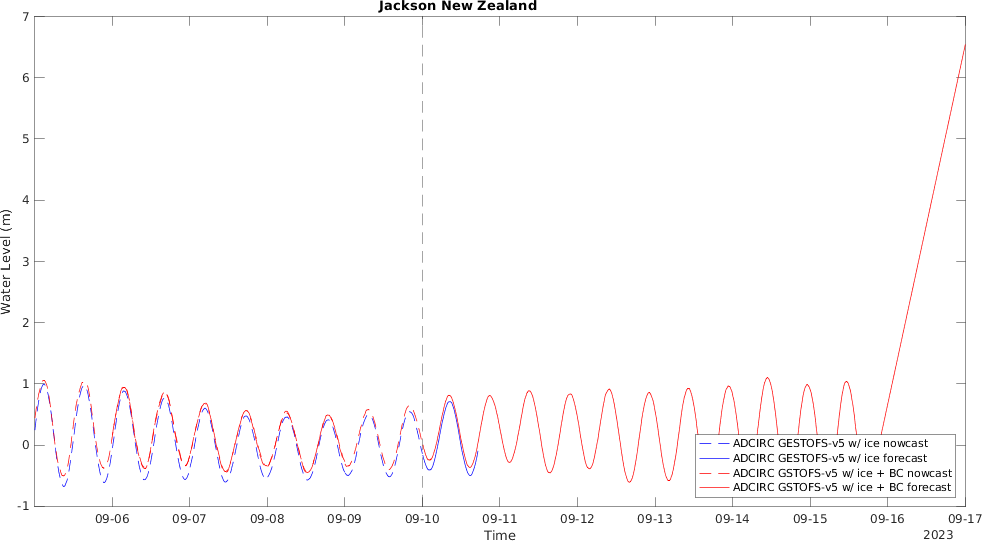 Jackson New Zealand
7
6
5
4
3
2
1
0
-1
Water Level (m)
ADCIRC GESTOFS-v5 w/ ice nowcast
ADCIRC GESTOFS-v5 w/ ice forecast
ADCIRC GSTOFS-v5 w/ ice + BC nowcast
ADCIRC GSTOFS-v5 w/ ice + BC forecast
09-06 09-07 09-08 09-09 09-10 09-11 09-12 09-13 09-14 09-15 09-16 09-17
Time
2023